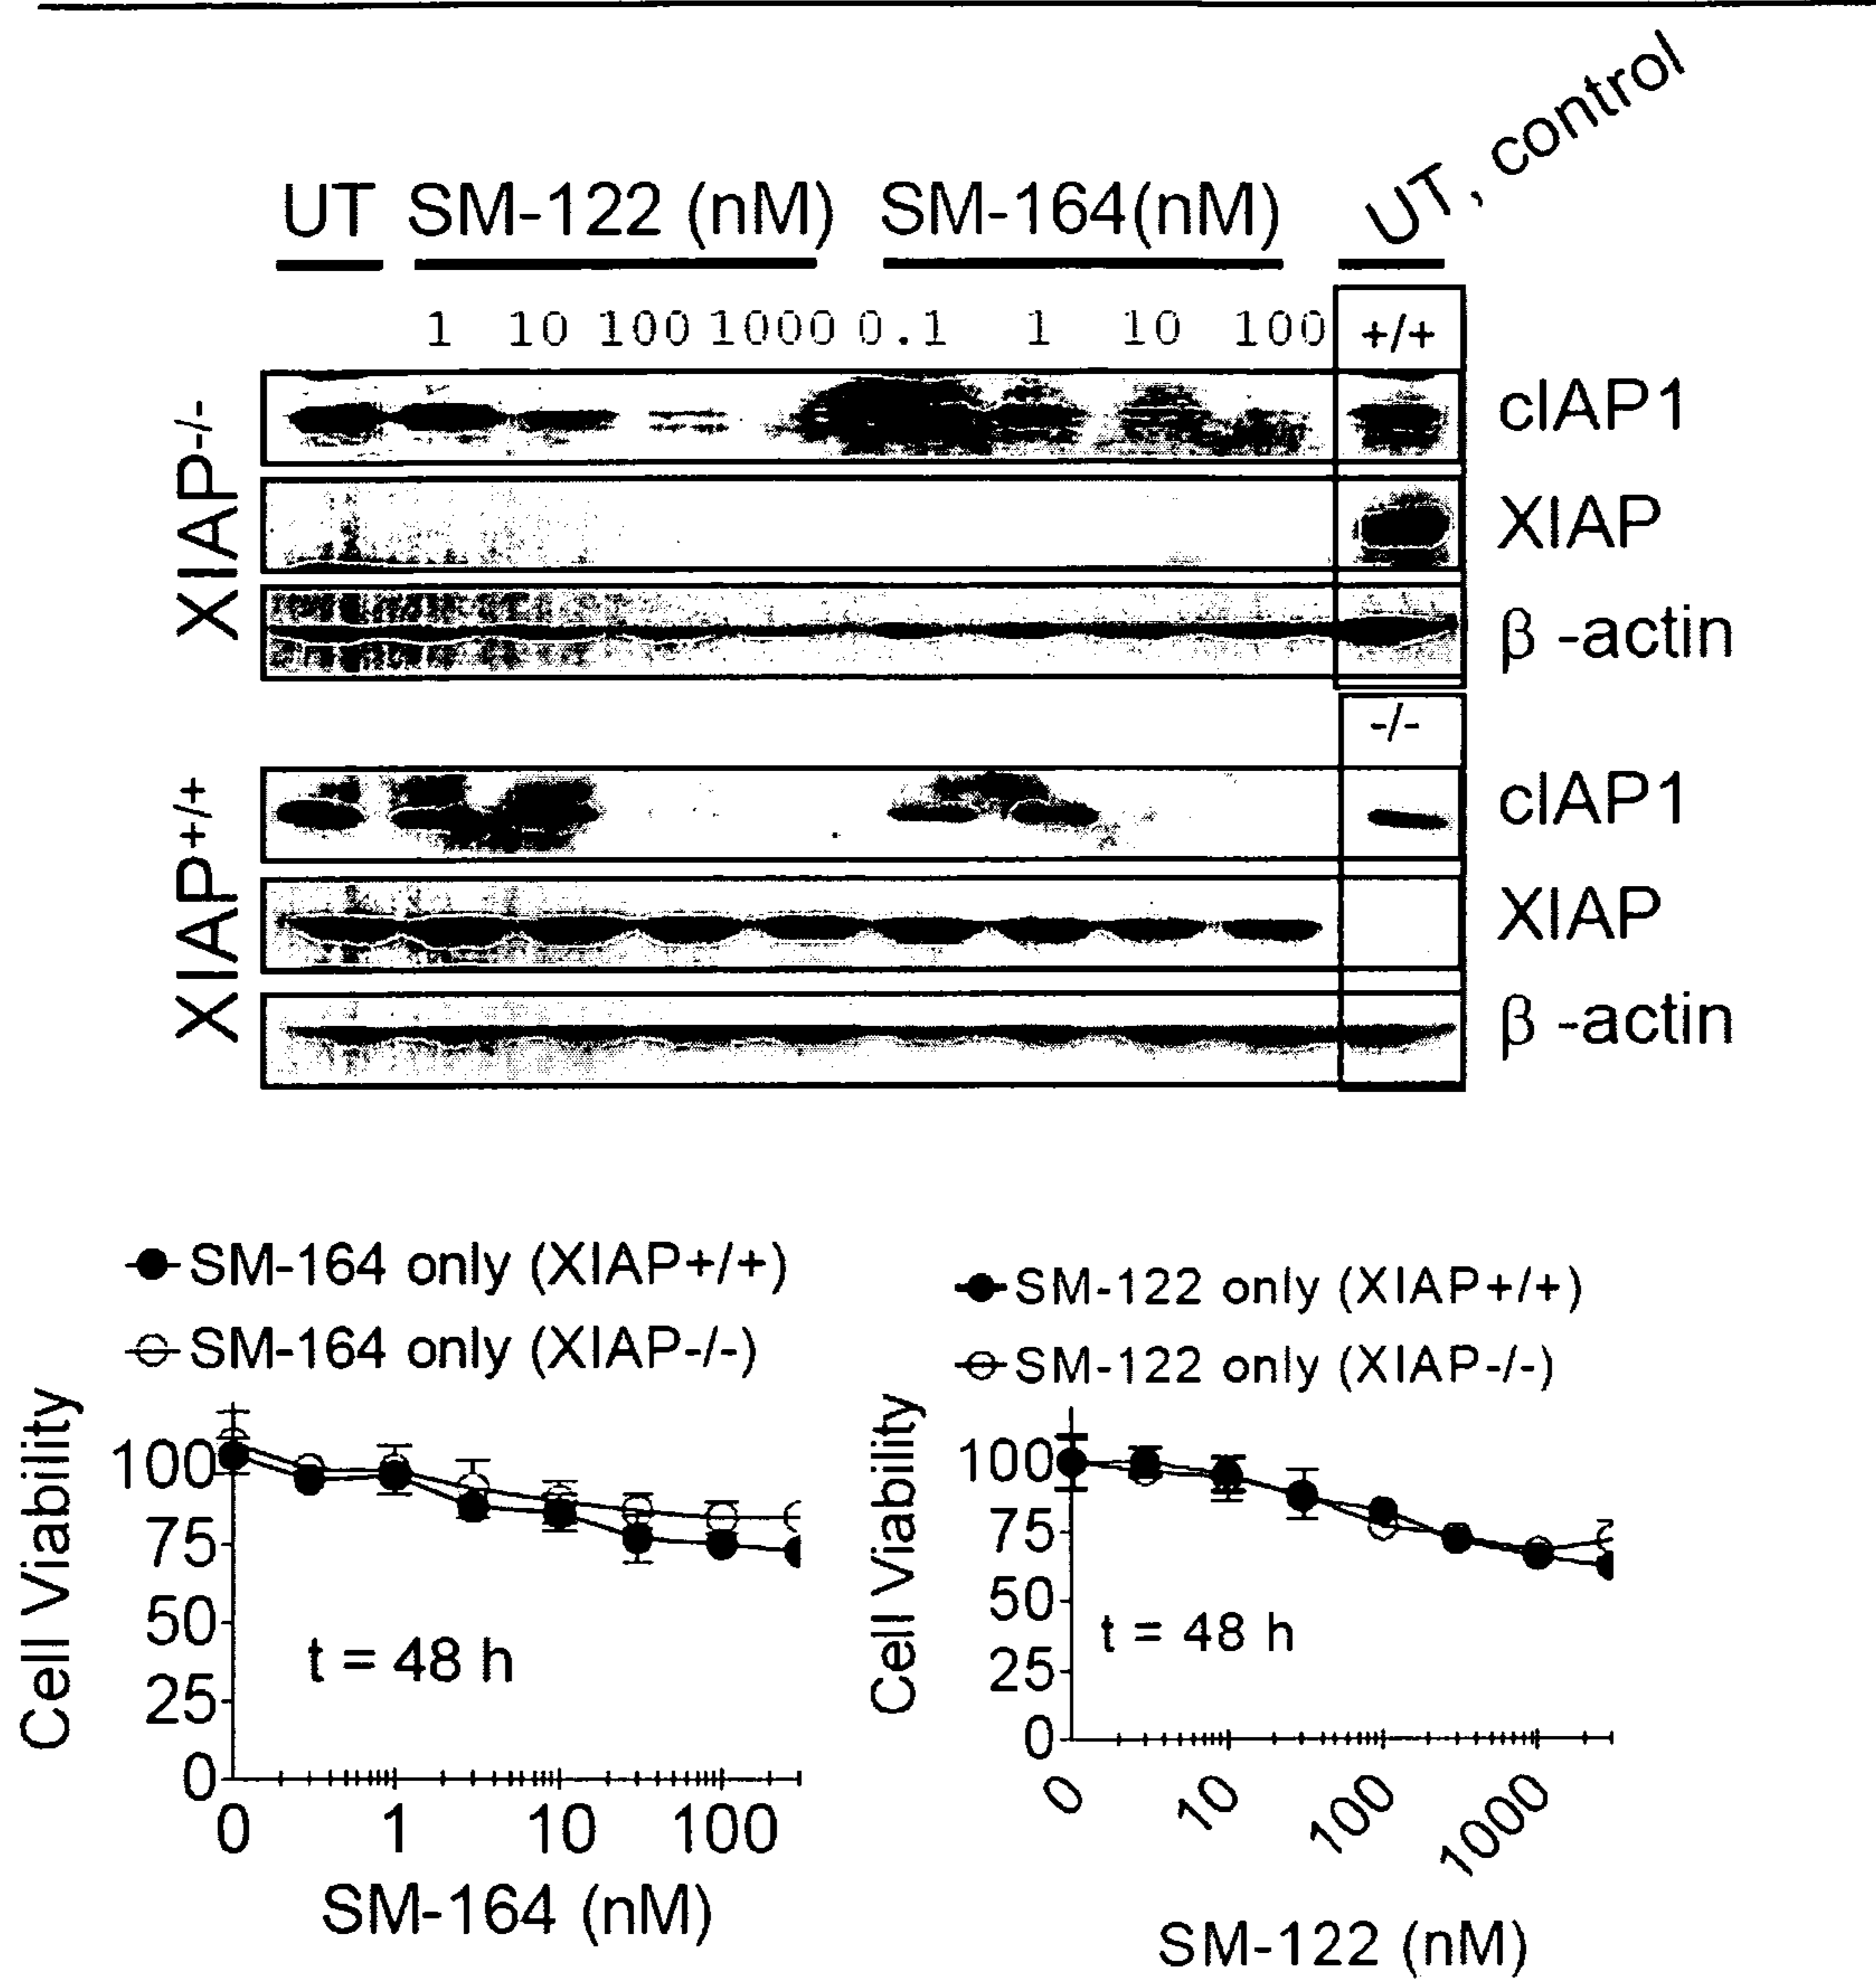 UT, control
UT SM-122 (nM) SM-164(nM)
1 10 100 1000 0.1 1 10 100 +/+
XIAP-/-
cIAP1
XIAP
β -actin
-/-
XIAP+/+
cIAP1
XIAP
β -actin
SM-164 only (XIAP+/+)
SM-164 only (XIAP-/-)
Cell Viability
100
75
50
25
0
t = 48 h
0 1 10 100
SM-164 (nM)
SM-122 only (XIAP+/+)
SM-122 only (XIAP-/-)
Cell Viability
100
75
50
25
0
t = 48 h
0 10 100 1000
SM-122 (nM)